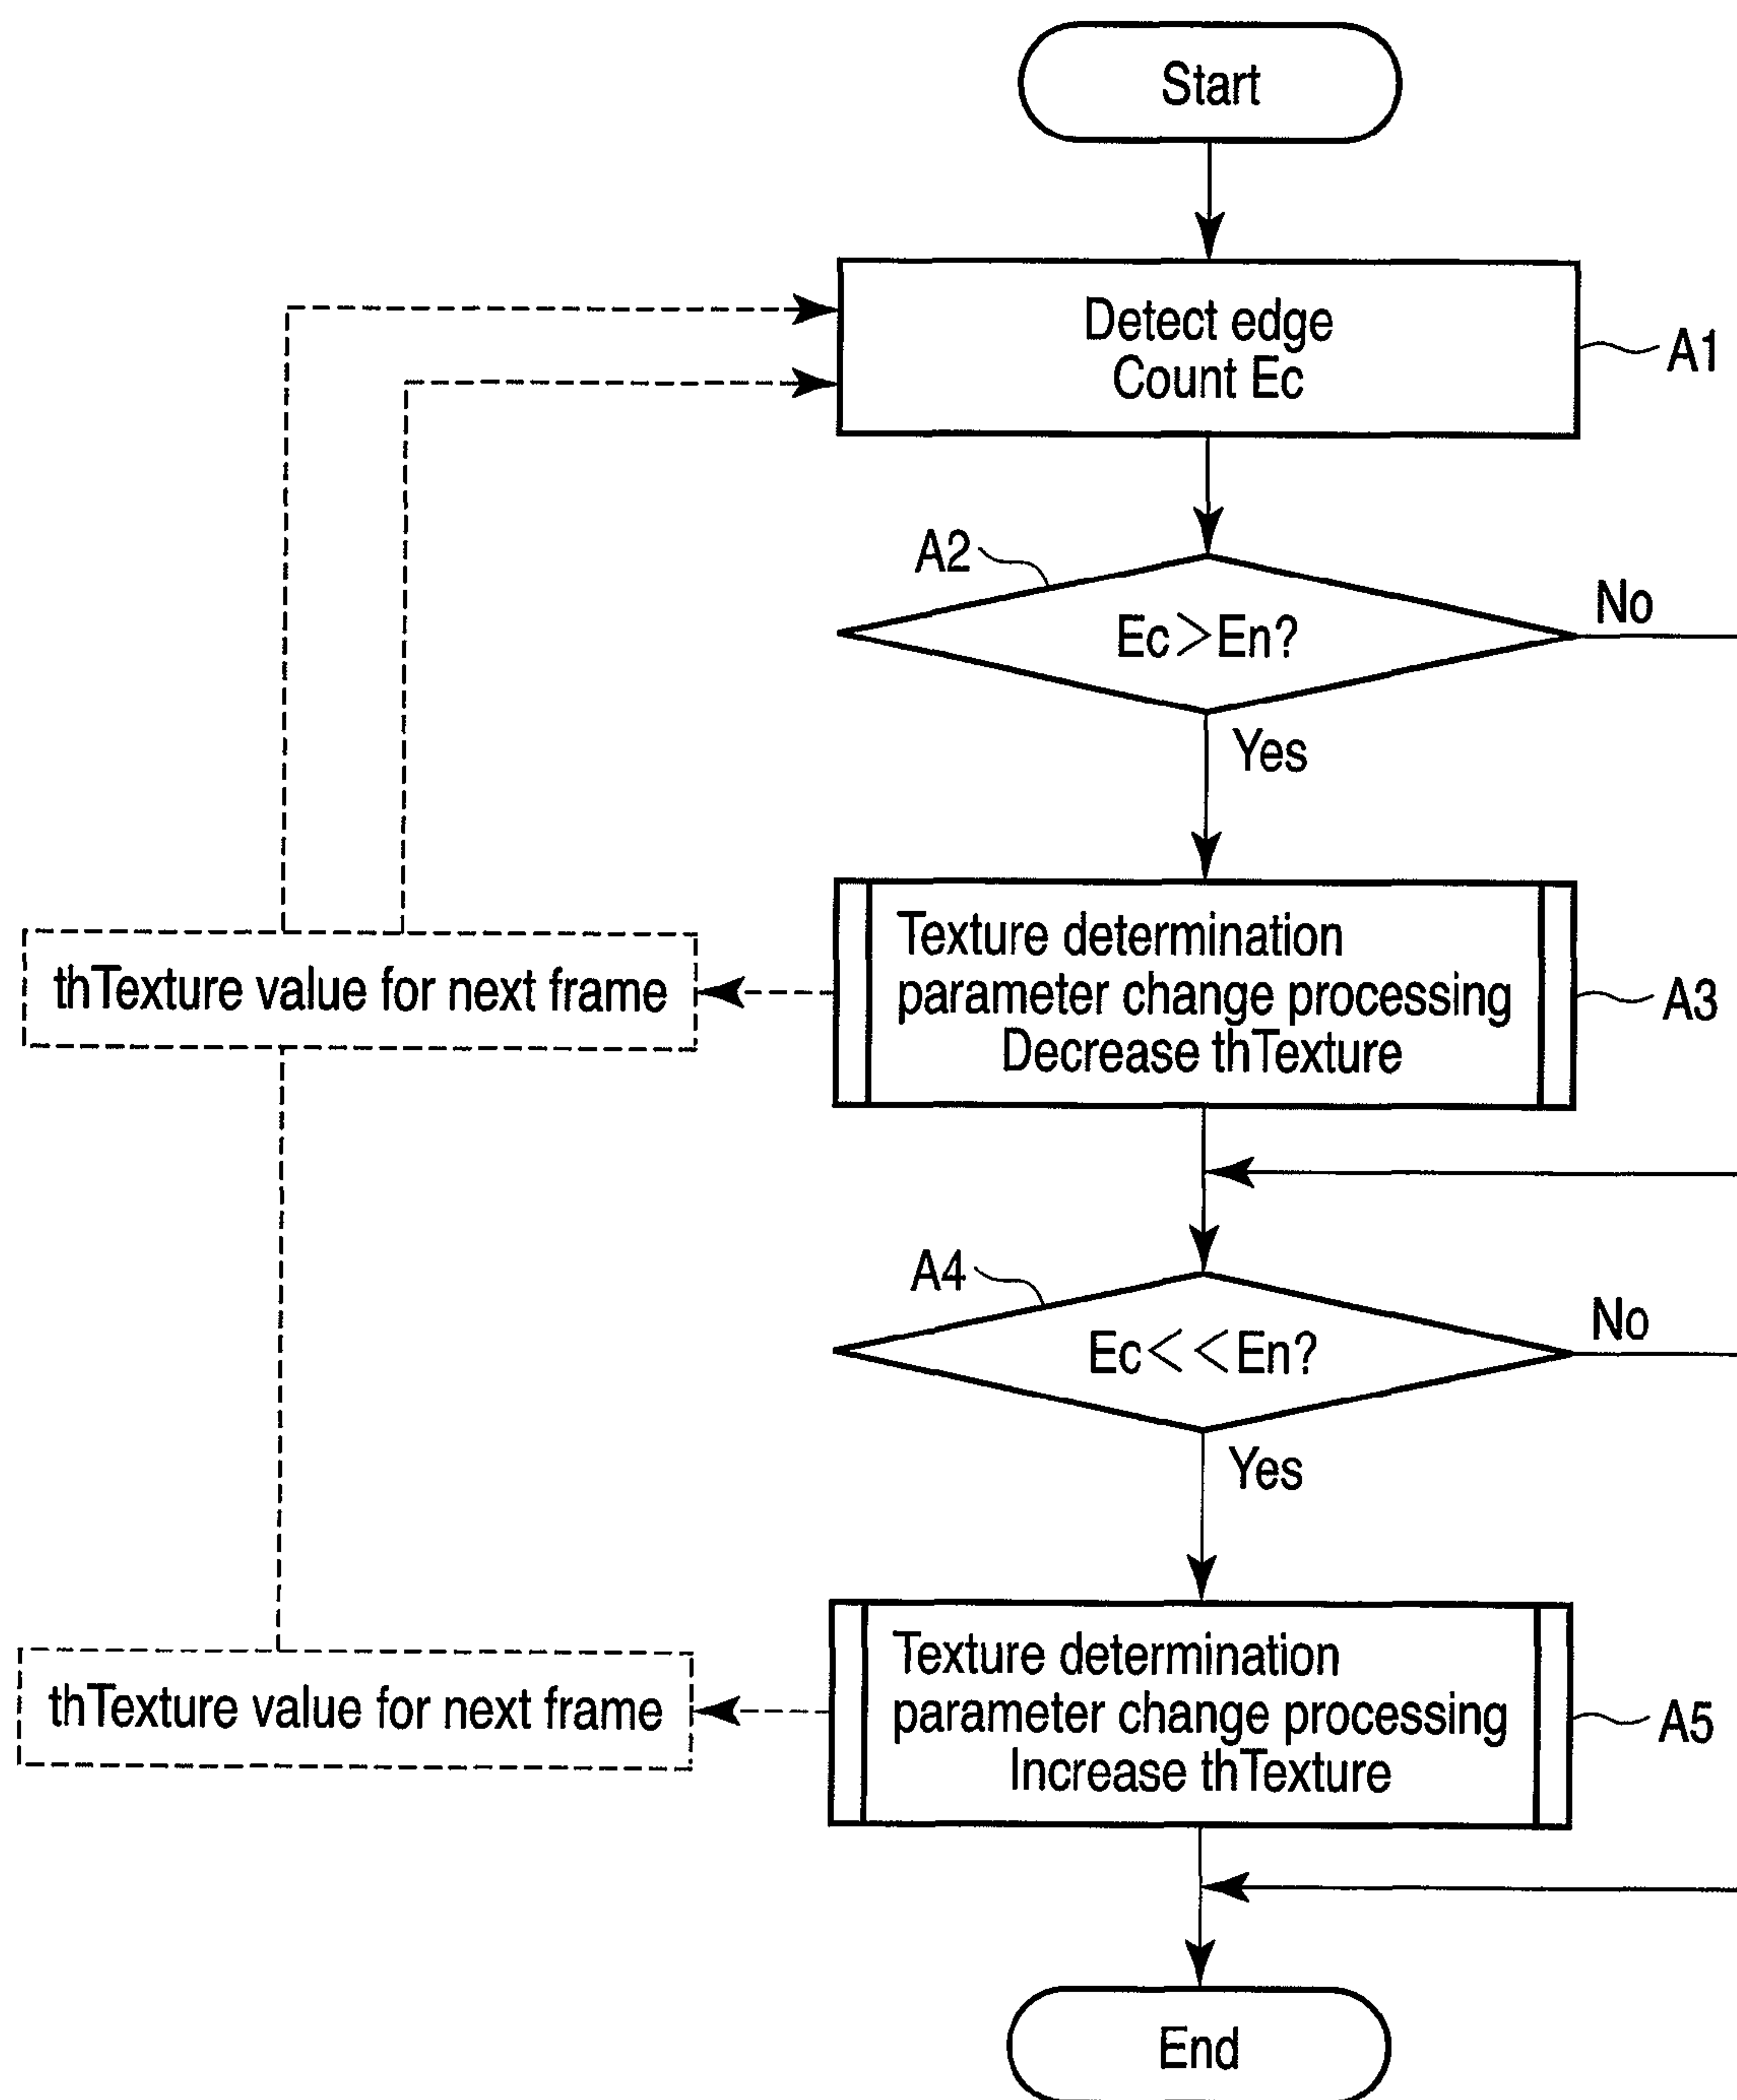 Start
Detect edge
Count Ec
A1
A2
Ec>En?
No
Yes
thTexture value for next frame
Texture determination
parameter change processing
Decrease thTexture
A3
A4
Ec<<En?
No
Yes
thTexture value for next frame
Texture determination
parameter change processing
Increase thTexture
A5
End